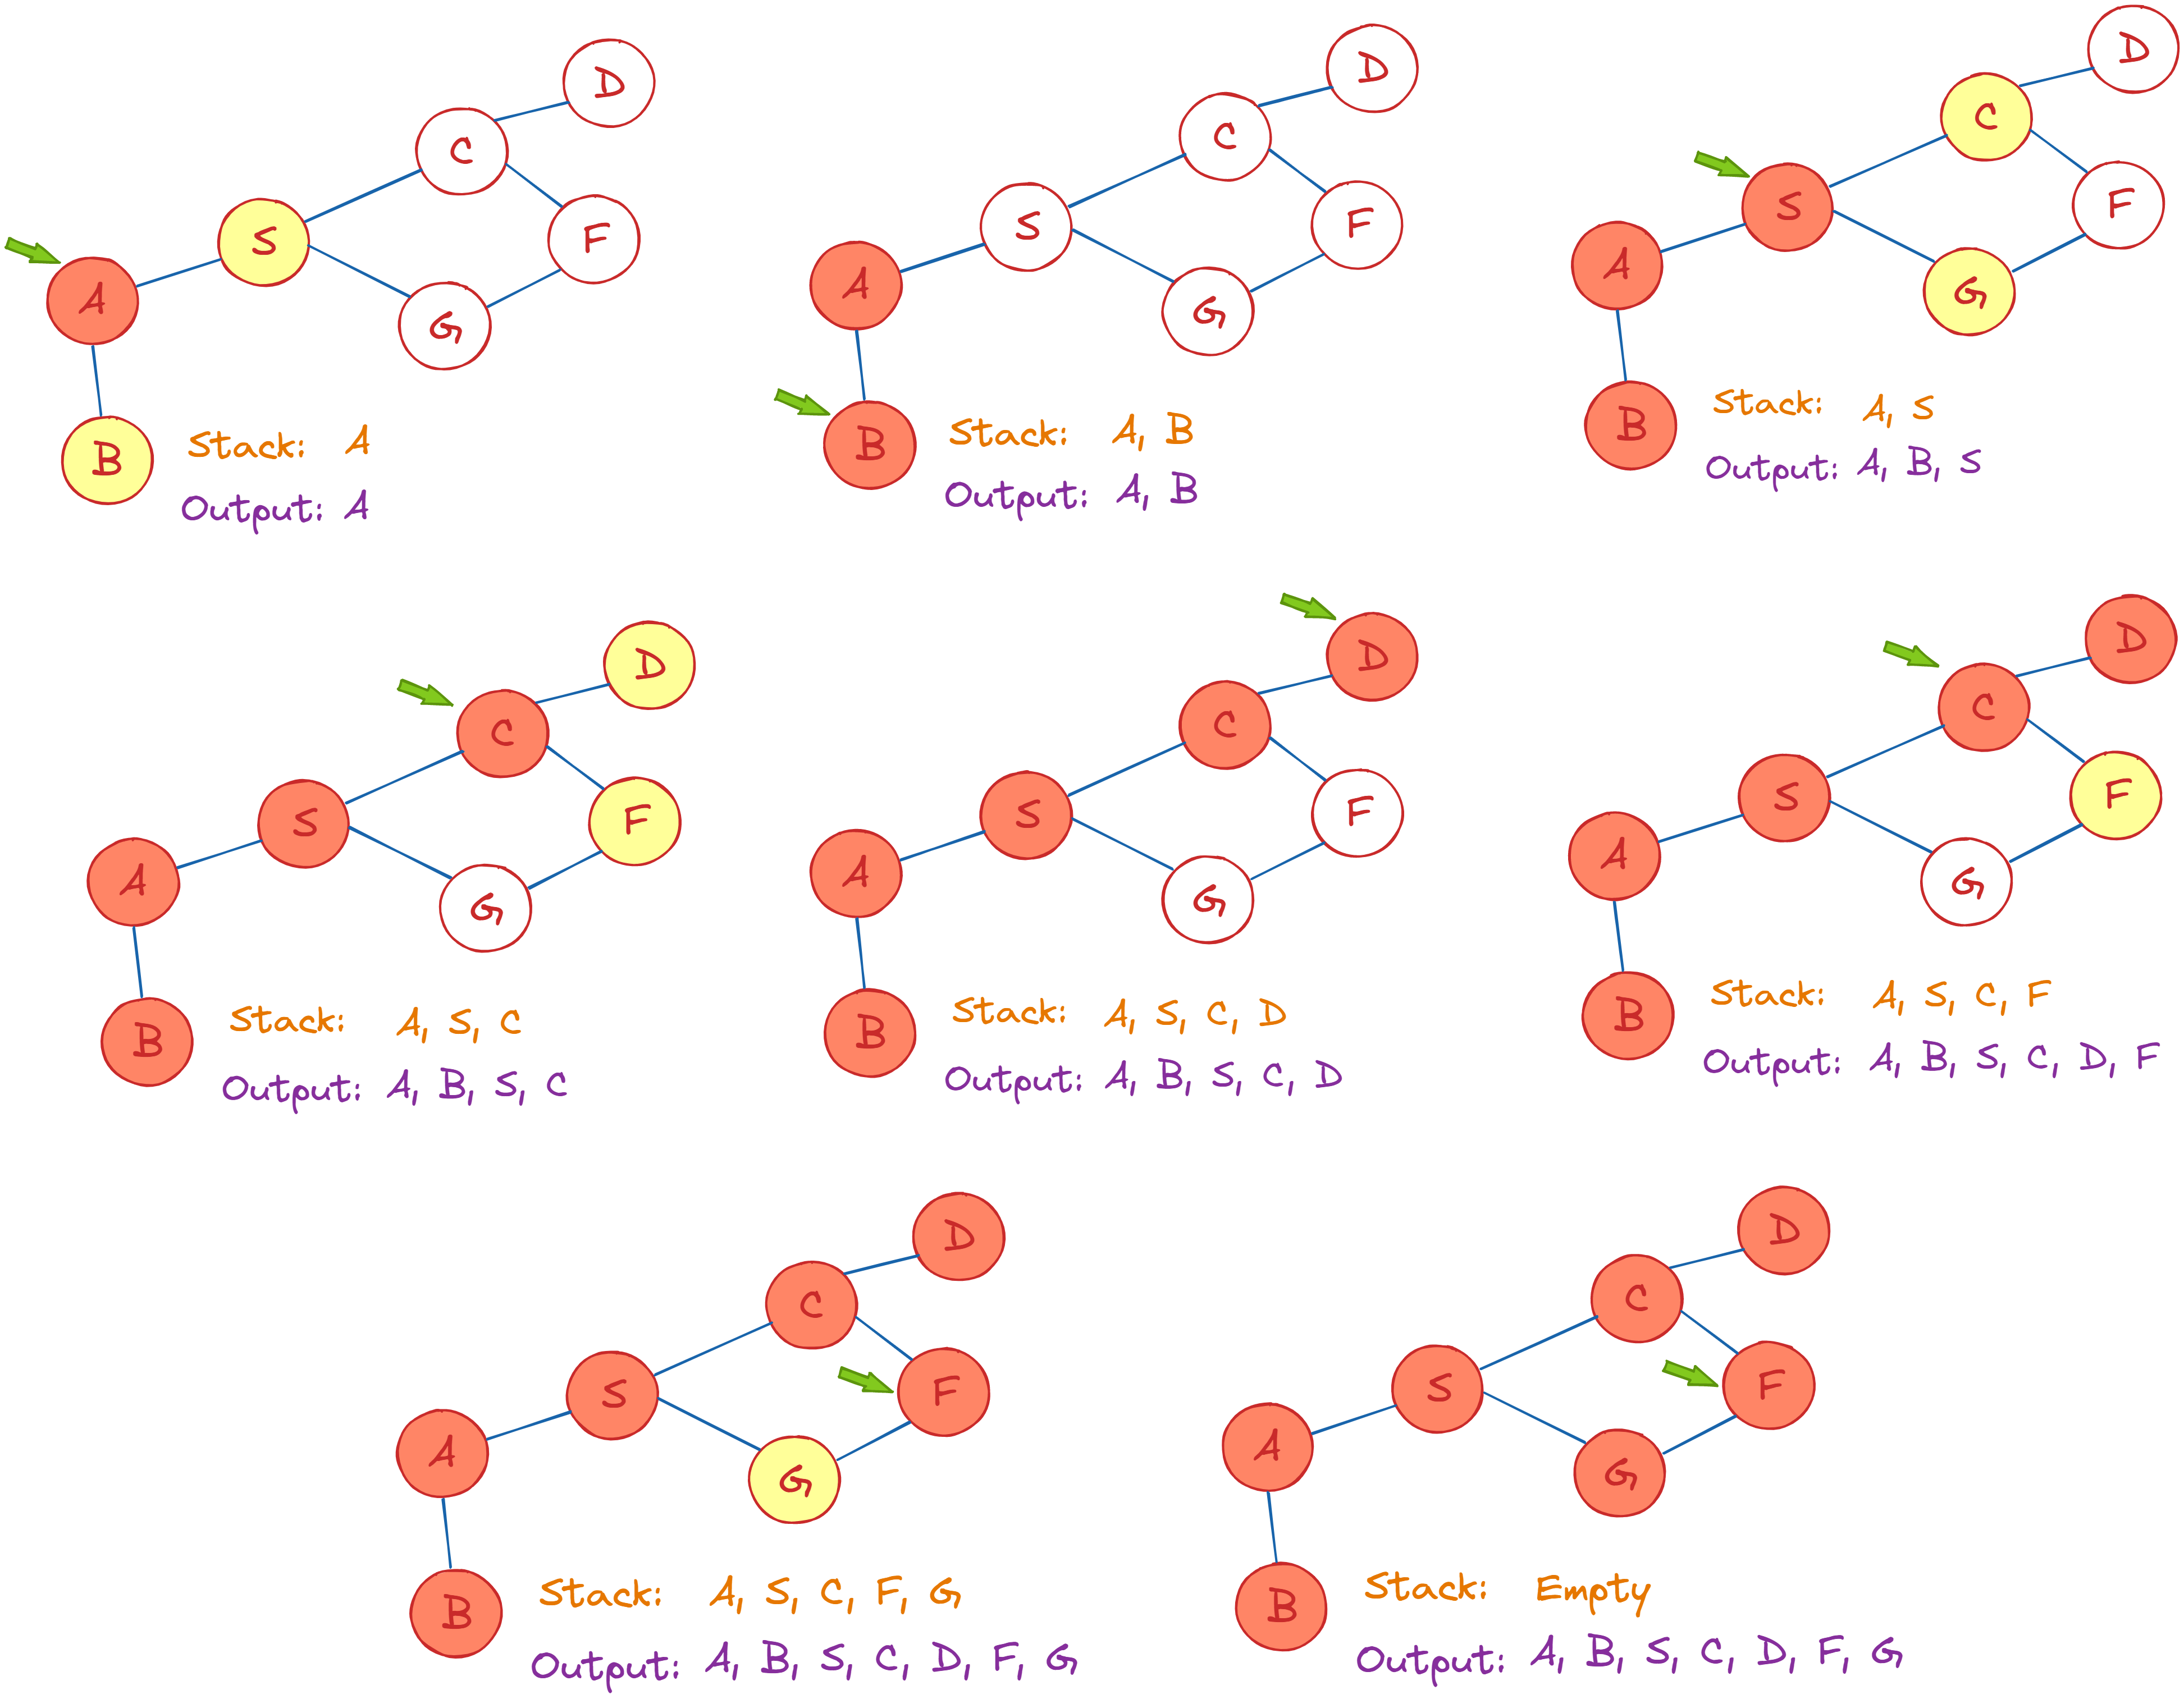 D
C
S
F
A
G
B
Stack: A
Output: A
D
C
S
F
A
G
B
Stack: A, B
Output: A, B
D
C
S
F
A
G
B
Stack: A, S
Output: A, B, S
D
C
S
F
A
G
B
Stack: A, S, C
Output: A, B, S, C
D
C
S
F
A
G
B
Stack: A, S, C, D
Output: A, B, S, C, D
D
C
S
F
A
G
B
Stack: A, S, C, F
Output: A, B, S, C, D, F
D
C
S
F
A
G
B
Stack: A, S, C, F, G
Output: A, B, S, C, D, F, G
D
C
S
F
A
G
B
Stack: Empty
Output: A, B, S, C, D, F, G